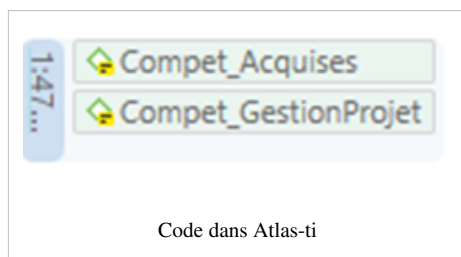 1:47...
Compet_Acquises
Compet_GestionProjet
Code dans Atlas-ti